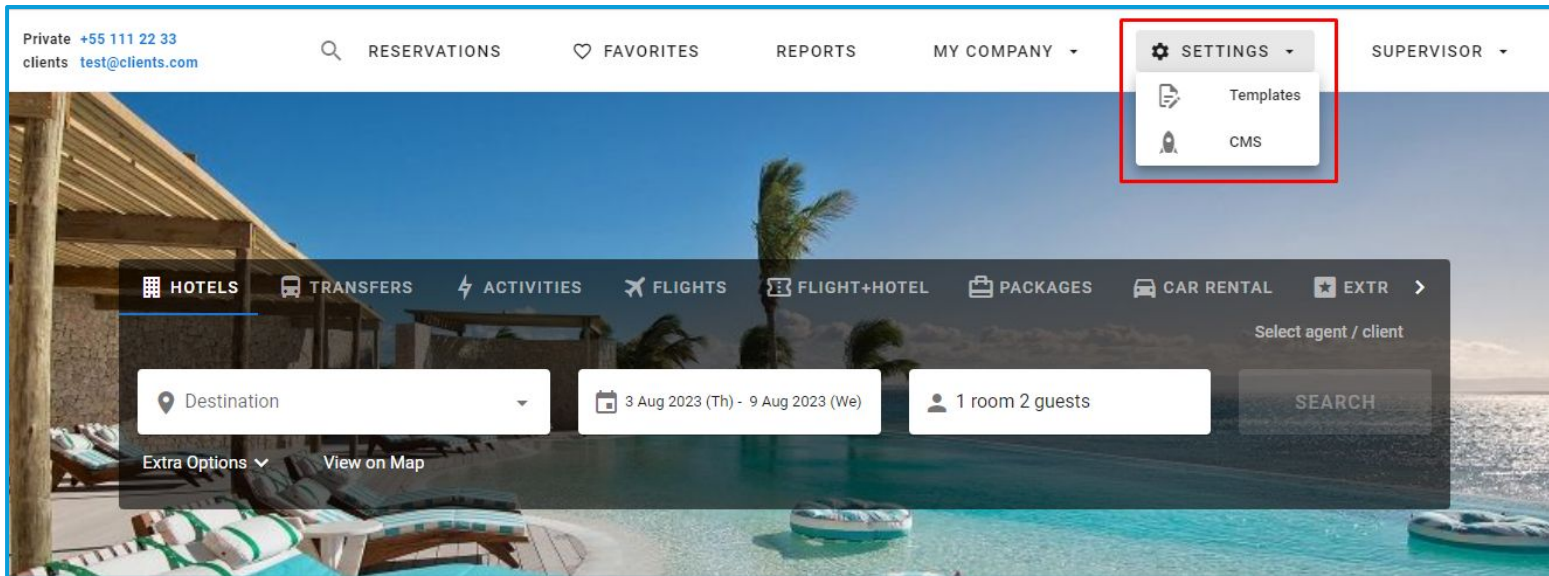 Private +55 111 22 33
clients test@clients.com
RESERVATIONS
FAVORITES
REPORTS
MY COMPANY
SETTINGS
SUPERVISOR
Templates
CMS
HOTELS
TRANSFERS
ACTIVITIES
FLIGHTS
FLIGHT+HOTEL
PACKAGES
CAR RENTAL
EXTR
Select agent / client
Destination
3 Aug 2023 (Th) - 9 Aug 2023 (We)
1 room 2 guests
SEARCH
Extra Options
View on Map